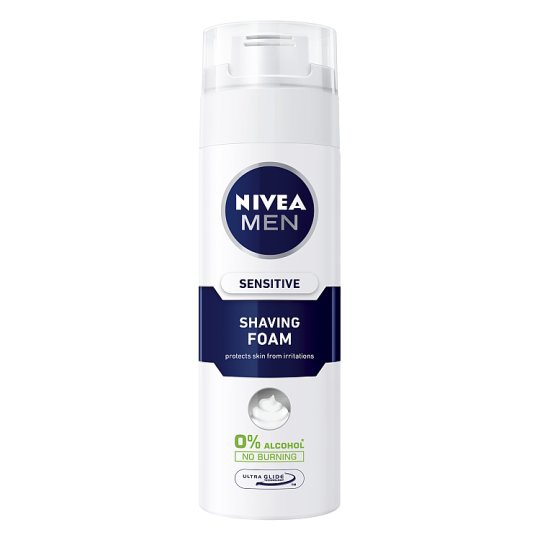 NIVEA
MEN
SENSITIVE
SHAVING
FOAM
protects skin from irritations
0% ALCOHOL*
NO BURNING
ULTRA GLIDE